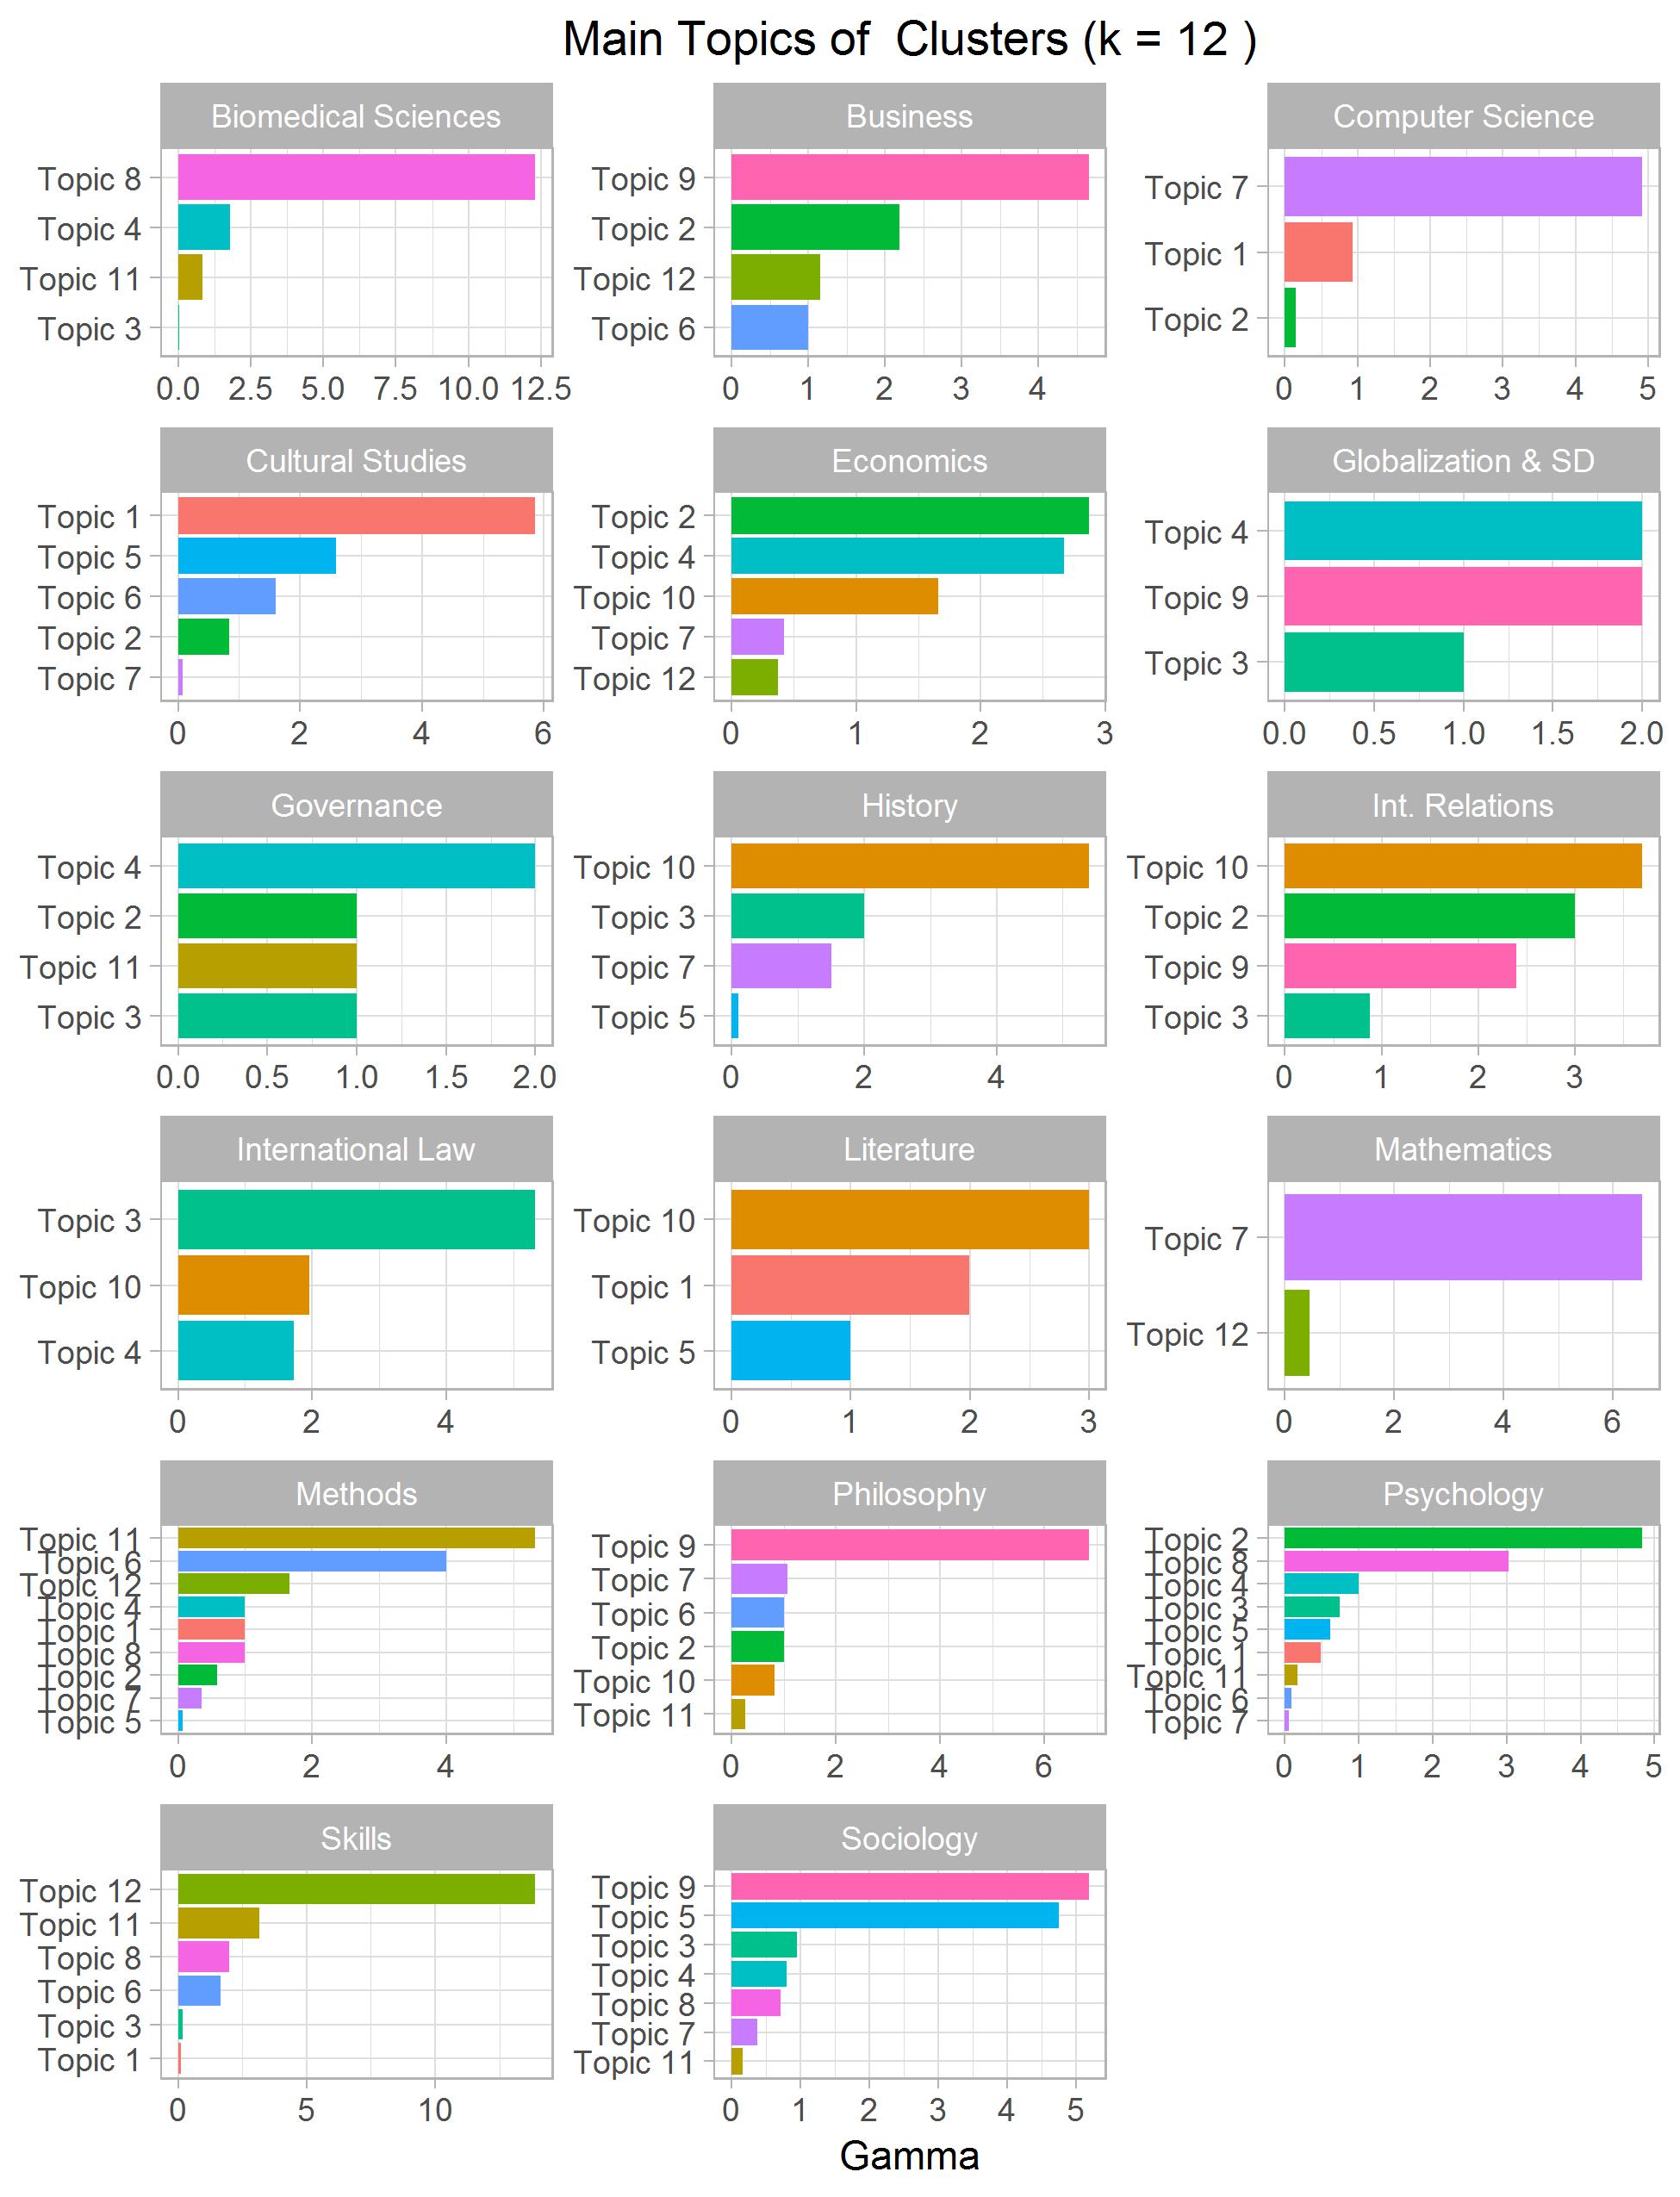 Main Topics of  Clusters (k = 12 )
Biomedical Sciences
Topic 8
Topic 4
Topic 11
Topic 3
0.0 2.5 5.0 7.5 10.0 12.5
Business
Topic 9
Topic 2
Topic 12
Topic 6
0 1 2 3 4
Computer Science
Topic 7
Topic 1
Topic 2
0 1 2 3 4 5
Cultural Studies
Topic 1
Topic 5
Topic 6
Topic 2
Topic 7
0 2 4 6
Economics
Topic 2
Topic 4
Topic 10
Topic 7
Topic 12
0 1 2 3
Globalization & SD
Topic 4
Topic 9
Topic 3
0.0 0.5 1.0 1.5 2.0
Governance
Topic 4
Topic 2
Topic 11
Topic 3
0.0 0.5 1.0 1.5 2.0
History
Topic 10
Topic 3
Topic 7
Topic 5
0 2 4
Int. Relations
Topic 10
Topic 2
Topic 9
Topic 3
0 1 2 3
International Law
Topic 3
Topic 10
Topic 4
0 2 4
Literature
Topic 10
Topic 1
Topic 5
0 1 2 3
Mathematics
Topic 7
Topic 12
0 2 4 6
Methods
Topic 11
Topic 6
Topic 12
Topic 4
Topic 1
Topic 8
Topic 2
Topic 7
Topic 5
0 2 4
Philosophy
Topic 9
Topic 7
Topic 6
Topic 2
Topic 10
Topic 11
0 2 4 6
Psychology
Topic 2
Topic 8
Topic 4
Topic 3
Topic 5
Topic 1
Topic 11
Topic 6
Topic 7
0 1 2 3 4 5
Skills
Topic 12
Topic 11
Topic 8
Topic 6
Topic 3
Topic 1
0 5 10
Sociology
Topic 9
Topic 5
Topic 3
Topic 4
Topic 8
Topic 7
Topic 11
0 1 2 3 4 5
Gamma